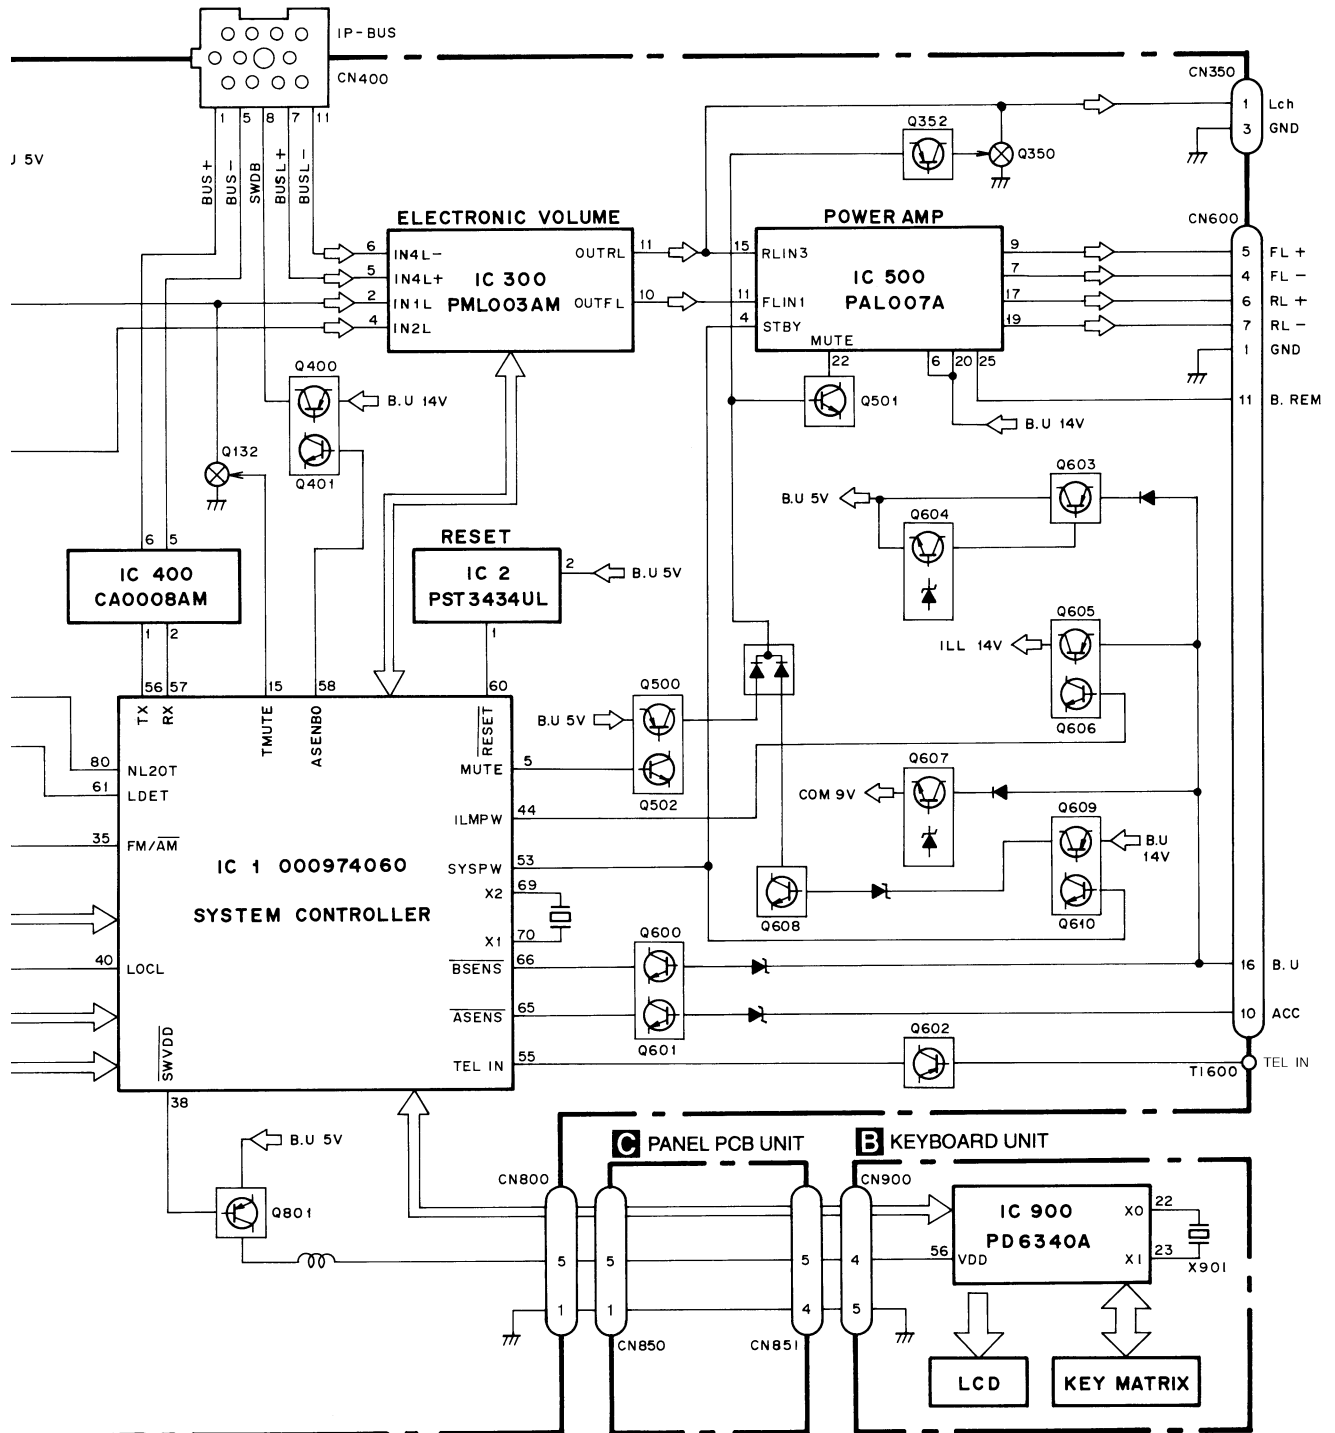 IP-BUS
CN400
1 5 8 7 11
BUS+
BUS-
SWDB
BUSL+
BUSL-
5V
CN350
1 Lch
3 GND
Q352
Q350
ELECTRONIC VOLUME
6 IN4L-
5 IN4L+
2 IN1L
4 IN2L
IC 300
PML003AM
OUTRL 11
OUTFL 10
POWER AMP
15 RLIN3
11 FLIN1
4 STBY
IC 500
PAL007A
MUTE
22
6 20 25
9
7
17
19
CN600
5 FL+
4 FL-
6 RL+
7 RL-
1 GND
11 B. REM
Q501
B.U 14V
Q400
B.U 14V
Q401
Q132
Q603
B.U 5V
Q604
6 5
IC 400
CA0008AM
1 2
RESET
IC 2
PST3434UL
2
B.U 5V
1
Q605
ILL 14V
Q606
56 57 15 58 60
TX
RX
TMUTE
ASENBO
RESET
80 NL20T
61 LDET
35 FM/AM
40 LOCL
SWVDD
38
IC 1 000974060
SYSTEM CONTROLLER
MUTE 5
ILMPW 44
SYSPW 53
X2 69
X1 70
BSENS 66
ASENS 65
TEL IN 55
Q500
B.U 5V
Q502
Q607
COM 9V
Q609
B.U
14V
Q608
Q610
Q600
Q601
16 B.U
10 ACC
Q602
T1600
TEL IN
B.U 5V
Q801
C PANEL PCB UNIT
B KEYBOARD UNIT
CN800
CN900
5 5 5 4
1 1 4 5
CN850
CN851
IC 900
PD6340A
56 VDD
X0 22
X1 23
X901
LCD
KEY MATRIX